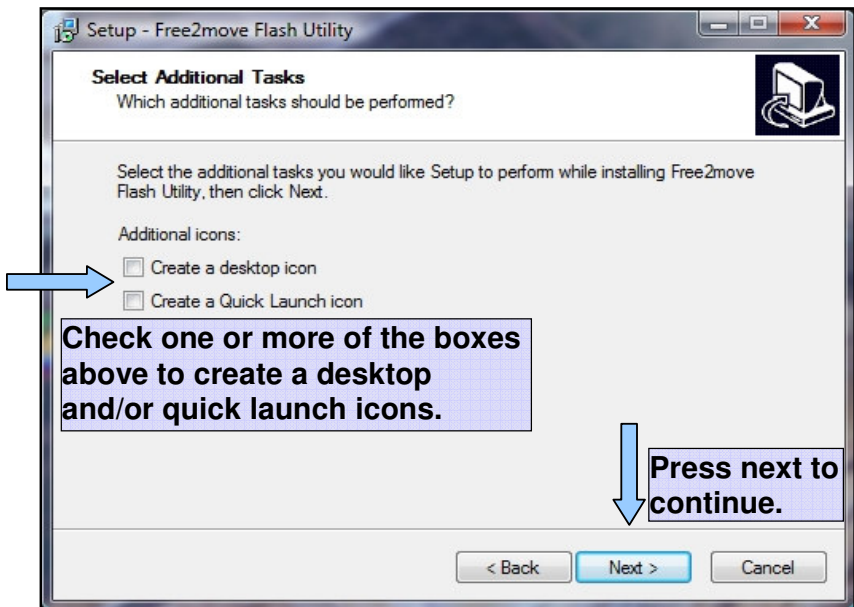 Setup - Free2move Flash Utility
Select Additional Tasks
Which additional tasks should be performed?
Select the additional tasks you would like Setup to perform while installing Free2move
Flash Utility, then click Next.
Additional icons:
Create a desktop icon
Create a Quick Launch icon
Check one or more of the boxes
above to create a desktop
and/or quick launch icons.
Press next to
continue.
< Back Next > Cancel